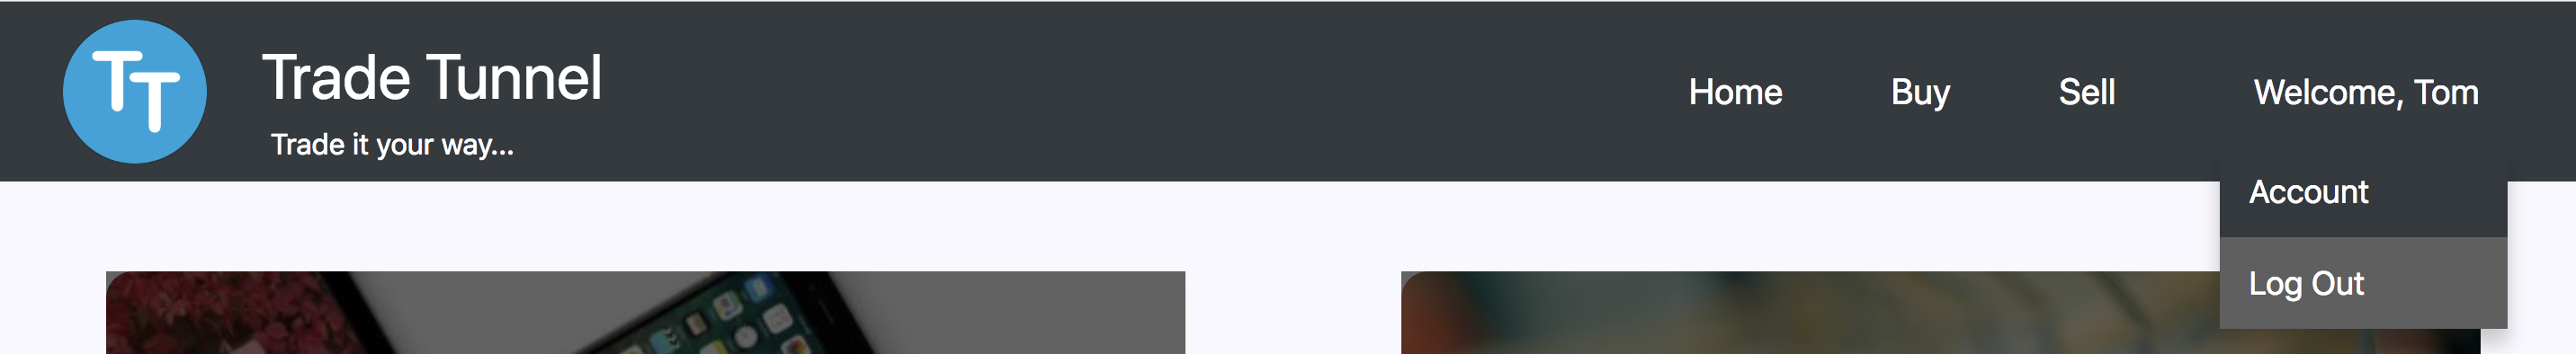 TT
Trade Tunnel
Trade it your way...
Home Buy Sell Welcome, Tom
Account
Log Out